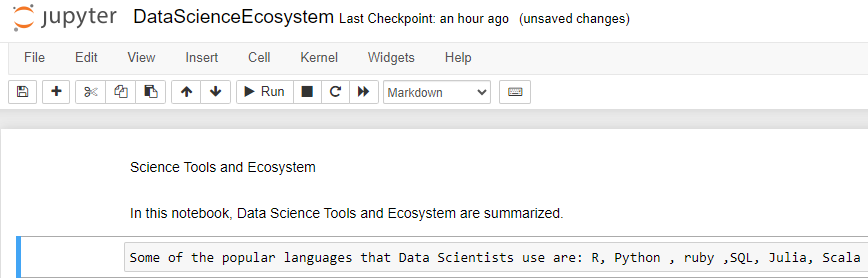 jupyter DataScienceEcosystem Last Checkpoint: an hour ago (unsaved changes)
File Edit View Insert Cell Kernel Widgets Help
Run Markdown
Science Tools and Ecosystem
In this notebook, Data Science Tools and Ecosystem are summarized.
Some of the popular languages that Data Scientists use are: R, Python , ruby ,SQL, Julia, Scala